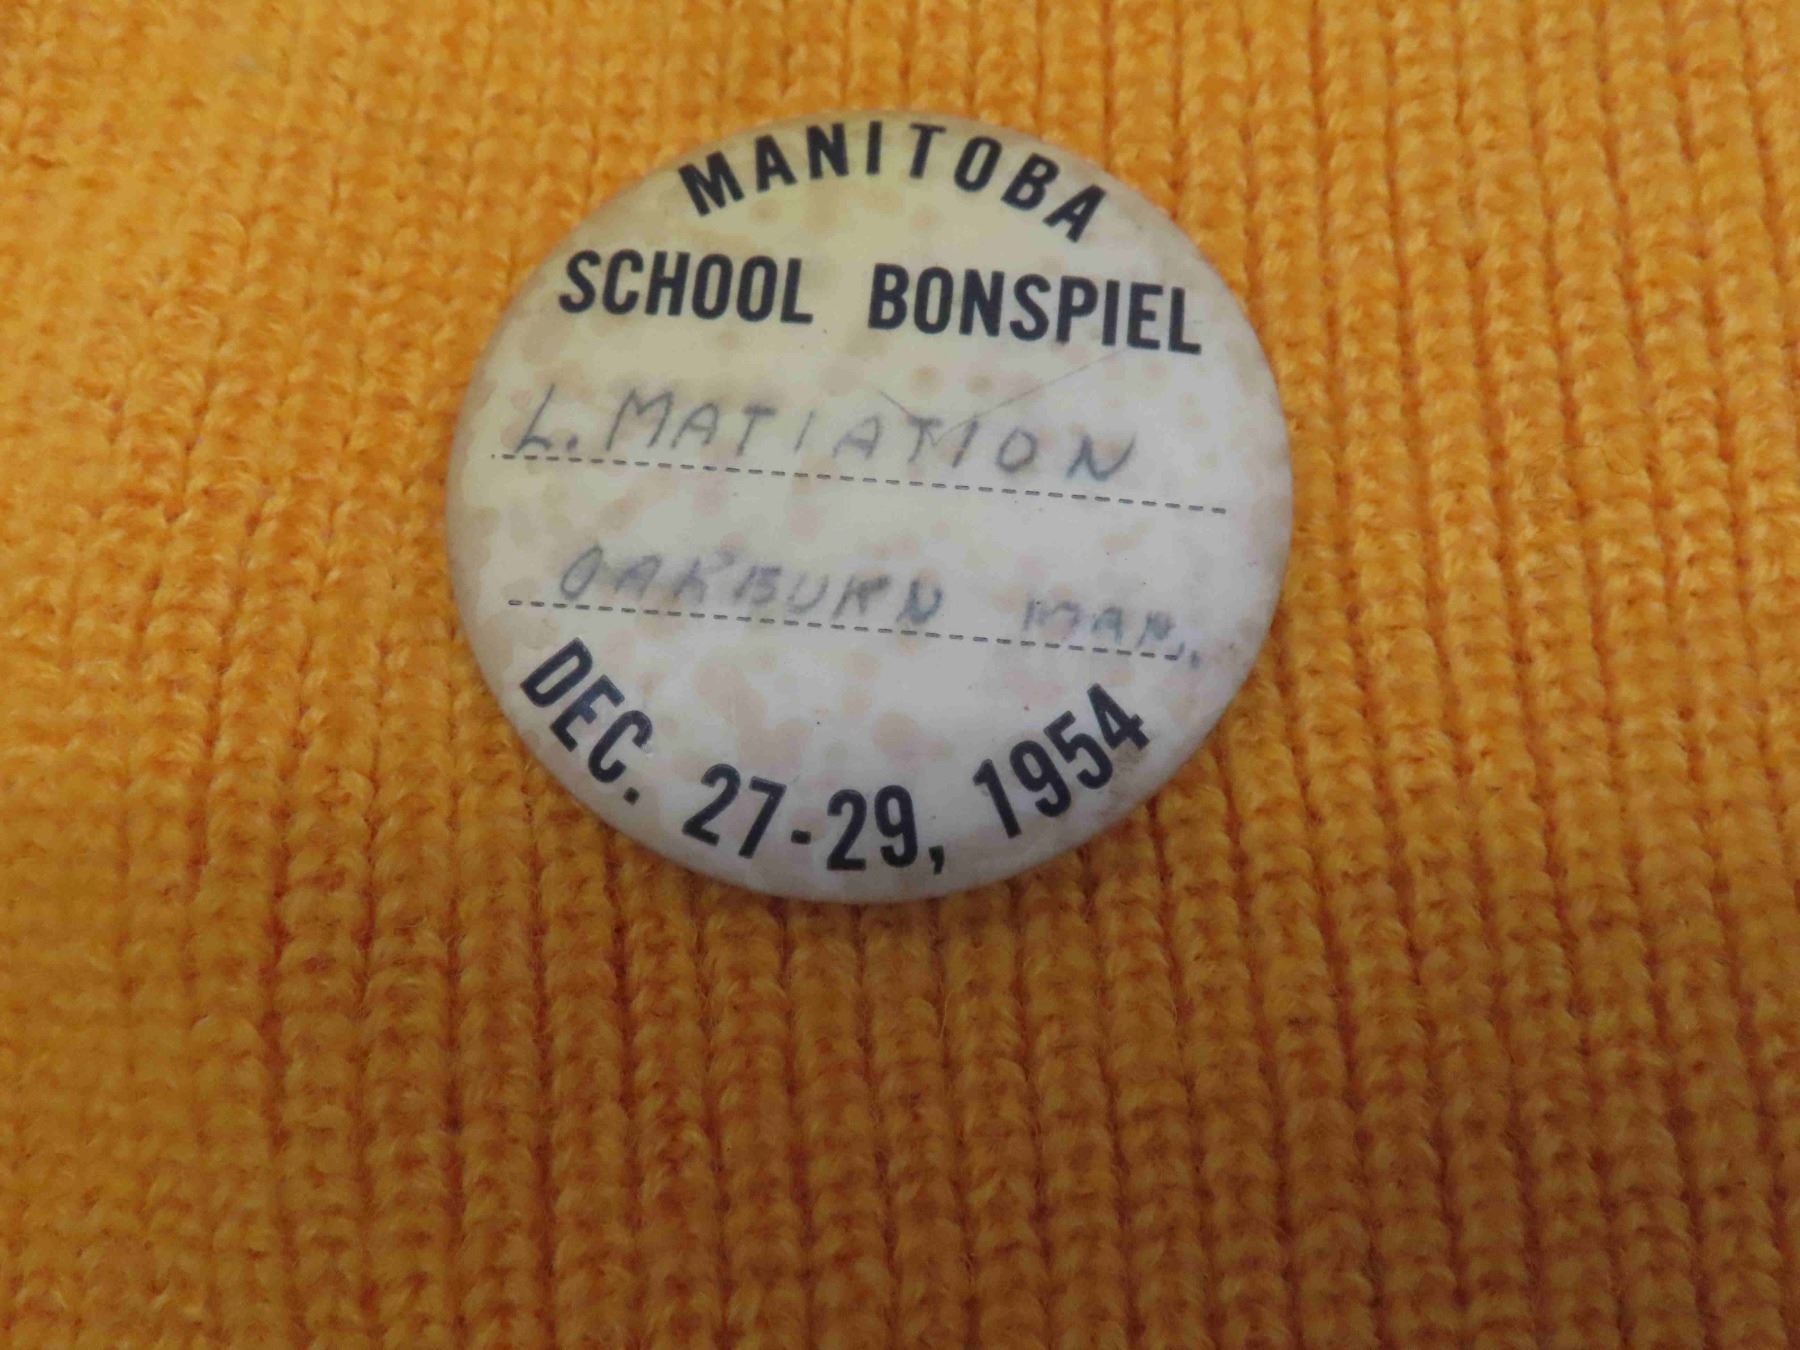 MANITOBA
SCHOOL BONSPIEL
L. MATIATION
OAKBURN MAN.
DEC. 27-29, 1954